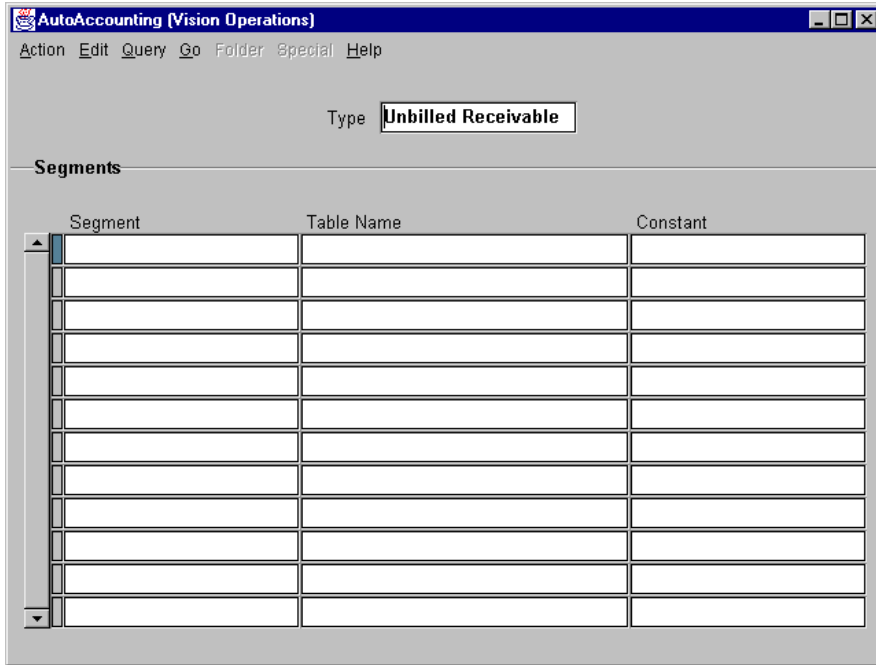 AutoAccounting (Vision Operations)
Action Edit Query Go Folder Special Help
Type Unbilled Receivable
Segments
Segment Table Name Constant